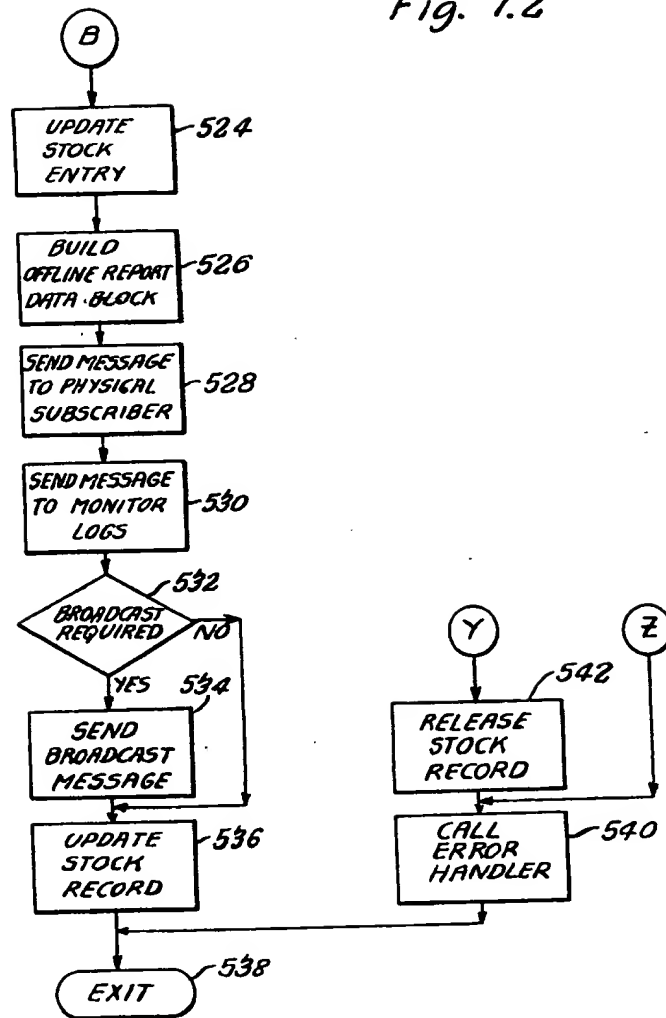 Fig. 7.2
B
UPDATE
STOCK
ENTRY
524
BUILD
OFFLINE REPORT
DATA BLOCK
526
SEND MESSAGE
TO PHYSICAL
SUBSCRIBER
528
SEND MESSAGE
TO MONITOR
LOGS
530
BROADCAST
REQUIRED
532
NO
YES
SEND
BROADCAST
MESSAGE
534
UPDATE
STOCK
RECORD
536
EXIT
538
Y
Z
RELEASE
STOCK
RECORD
542
CALL
ERROR
HANDLER
540